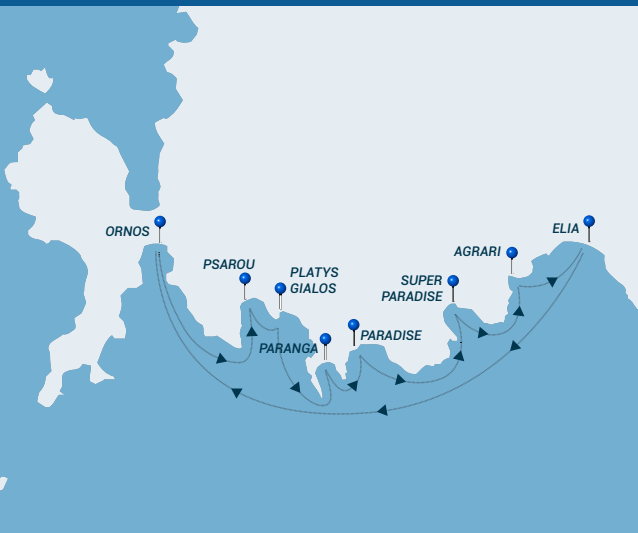 ORNOS
PSAROU
PLATYS
GIALOS
PARANGA
PARADISE
SUPER
PARADISE
AGRARI
ELIA